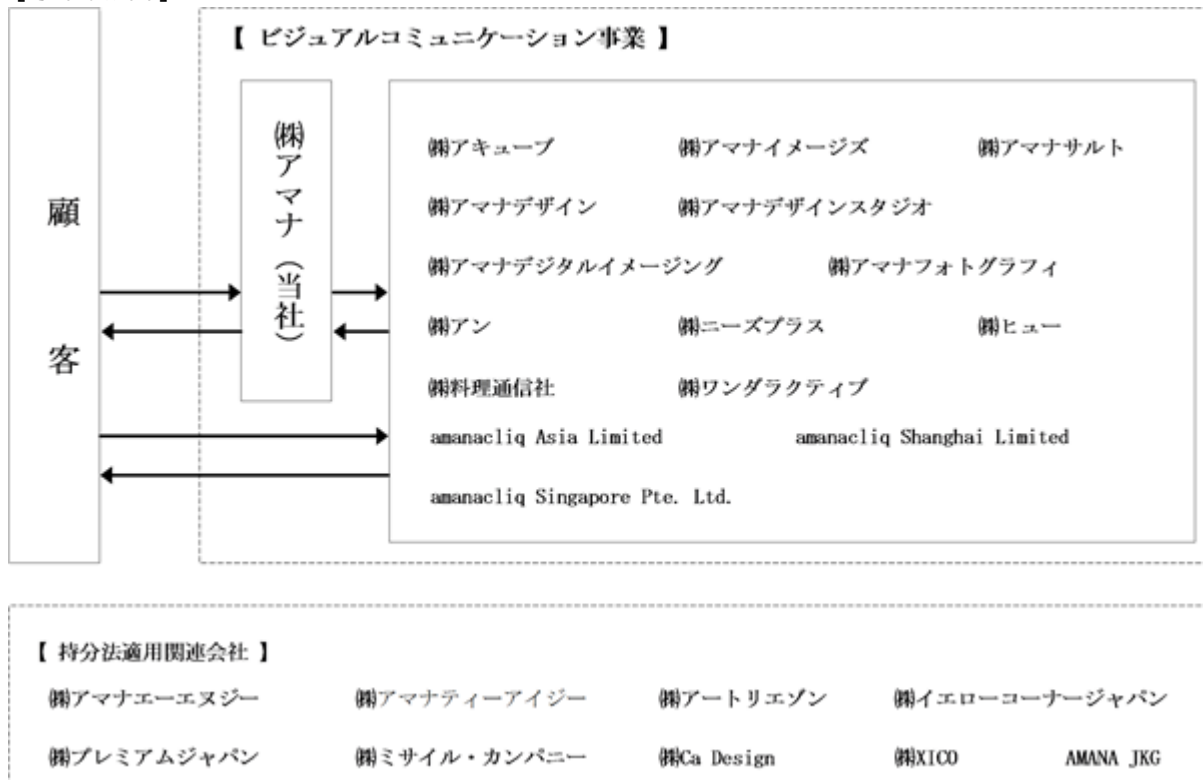 【 ビジュアルコミュニケーション事業 】
顧客
㈱アマナ（当社）
㈱アキューブ ㈱アマナイメージズ ㈱アマナサルト
㈱アマナデザイン ㈱アマナデザインスタジオ
㈱アマナデジタルイメージング ㈱アマナフォトグラフィ
㈱アン ㈱ニーズプラス ㈱ヒュー
㈱料理通信社 ㈱ワンダラクティブ
amanacliq Asia Limited amanacliq Shanghai Limited
amanacliq Singapore Pte. Ltd.
【 持分法適用関連会社 】
㈱アマナエーエヌジー ㈱アマナティーアイジー ㈱アートリエゾン ㈱イエローコーナージャパン
㈱プレミアムジャパン ㈱ミサイル・カンパニー ㈱Ca Design ㈱XICO AMANA JKG